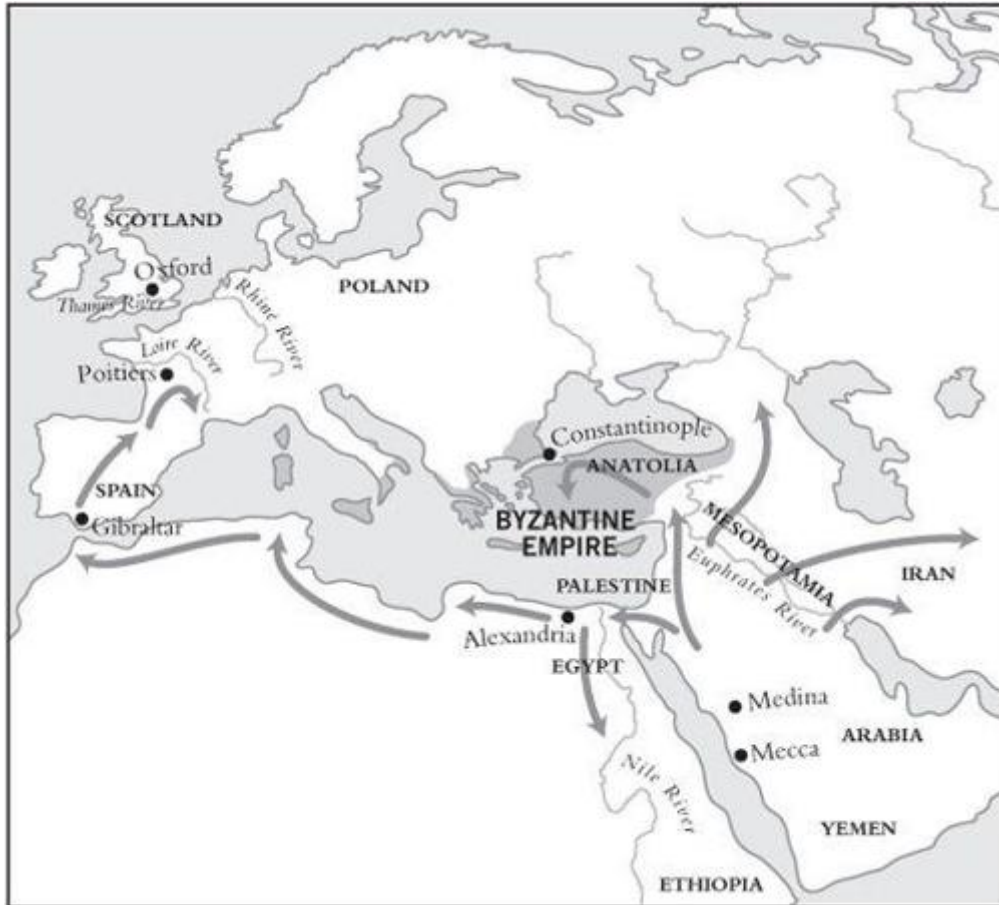 SCOTLAND
Oxford
Thames River
Rhine River
POLAND
Loire River
Poitiers
Constantinople
ANATOLIA
SPAIN
Gibraltar
BYZANTINE
EMPIRE
MESOPOTAMIA
Euphrates River
IRAN
PALESTINE
Alexandria
EGYPT
Medina
ARABIA
Mecca
Nile River
YEMEN
ETHIOPIA